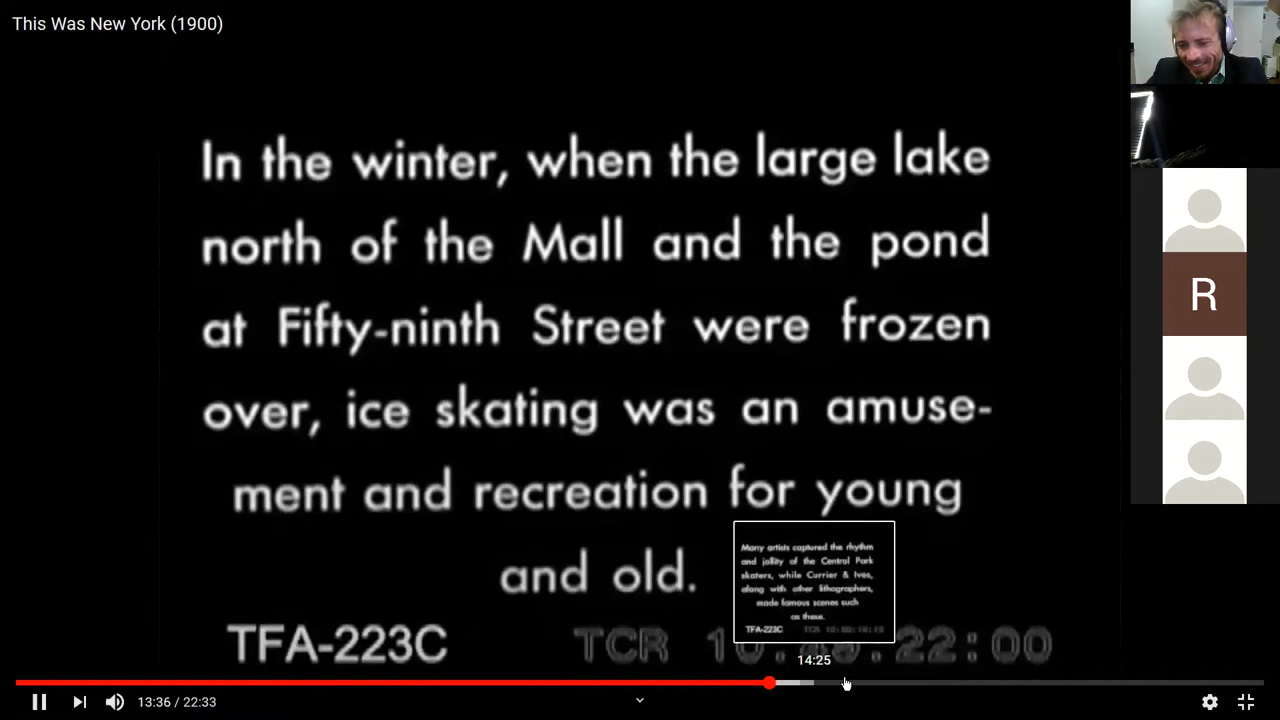 This Was New York (1900)
In the winter, when the large lake
north of the Mall and the pond
at Fifty-ninth Street were frozen
over, ice skating was an amuse-
ment and recreation for young
and old.
Many artists captured the rhythm
and jollity of the Central Park
skaters, while Currier & Ives,
along with other lithographers,
made famous scenes such
as these.
TFA-223C
TFA-223C
TCR 10: :22:00
14:25
13:36 / 22:33
R